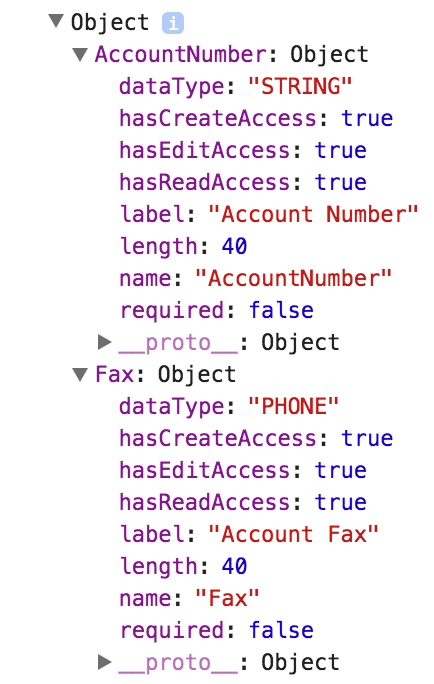 Object i
AccountNumber: Object
dataType: "STRING"
hasCreateAccess: true
hasEditAccess: true
hasReadAccess: true
label: "Account Number"
length: 40
name: "AccountNumber"
required: false
__proto__: Object
Fax: Object
dataType: "PHONE"
hasCreateAccess: true
hasEditAccess: true
hasReadAccess: true
label: "Account Fax"
length: 40
name: "Fax"
required: false
__proto__: Object